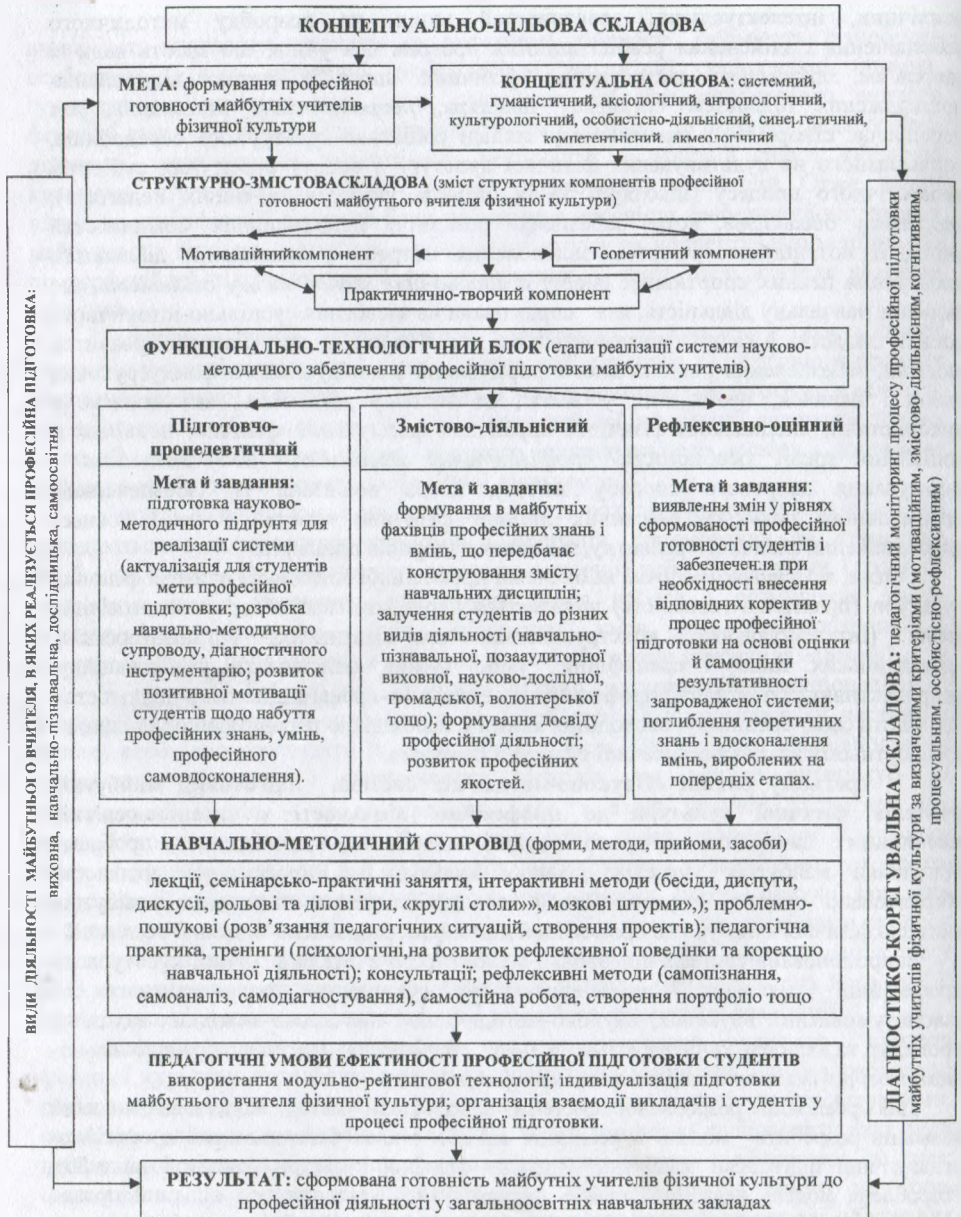 КОНЦЕПТУАЛЬНО-ЦІЛЬОВА СКЛАДОВА
МЕТА: формування професійної
готовності майбутніх учителів
фізичної культури
КОНЦЕПТУАЛЬНА ОСНОВА: системний,
гуманістичний, аксіологічний, антропологічний,
культурологічний, особистісно-діяльнісний, синергетичний,
компетентнісний, акмеологічний
СТРУКТУРНО-ЗМІСТВАСКЛАДОВА (зміст структурних компонентів професійної
готовності майбутнього вчителя фізичної культури)
Мотиваційнийкомпонент
Теоретичний компонент
Практинично-творчий компонент
ФУНКЦІОНАЛЬНО-ТЕХНОЛОГІЧНИЙ БЛОК (етапи реалізації системи науково-
методичного забезпечення професійної підготовки майбутніх учителів)
Підготовчо-
пропедевтичний
Змістово-діяльнісний
Рефлексивно-оцінний
Мета й завдання:
створення науково-
методичного підґрунтя для
реалізації системи
(актуалізація для студентів
мети професійної
підготовки; розробка
навчально-методичного
супроводу, діагностичного
інструментарію; розвиток
позитивної мотивації
студентів щодо набуття
професійних знань, умінь,
професійного
самовдосконалення).
Мета й завдання:
формування в майбутніх
учителів професійних знань,
вмінь, що передбачає
конструювання змісту
навчальних дисциплін;
залучення студентів до різних
видів діяльності (навчально-
пізнавальної, позааудиторної
виховної, науково-дослідної,
громадської, волонтерської
тощо); формування досвіду
професійної діяльності,
розвиток професійних
якостей.
Мета й завдання:
виявлення змін у рівнях
сформованості професійної
готовності студентів і
забезпечення при
необхідності внесення
відповідних коректив у
процес професійної
підготовки на основі оцінки
й самооцінки
результативності
запровадженої системи;
поглиблення теоретичних
знань і вдосконалення
вмінь, вироблених на
попередніх етапах.
НАВЧАЛЬНО-МЕТОДИЧНИЙ СУПРОВІД (форми, методи, прийоми, засоби)
лекції, семінарсько-практині заняття, інтерактивні методи (бесіди, диспути,
дискусії, рольові та ділові ігри, «круглі столи», «мозкові штурми»,); проблемно-
пошукові (розв’язання педагогічних ситуацій, створення проектів); педагогічна
практика, тренінги (мотиваційні, на розвиток рефлексивної поведінки, на корекцію
навчальної діяльності); консультації, рефлексивні методи (самопізнання,
самоаналіз, самодіагностування), самостійна робота, створення портфоліо тощо
ПЕДАГОГІЧНІ УМОВИ ЕФЕКТИВНОСТІ ПРОФЕСІЙНОЇ ПІДГОТОВКИ СТУДЕНТІВ
використання модульно-рейтингової технології; індивідуалізація підготовки
майбутнього вчителя фізичної культури; організація взаємодії викладачів і студентів у
процесі професійної підготовки.
РЕЗУЛЬТАТ: сформована готовність майбутніх учителів фізичної культури до
професійної діяльності у загальноосвітніх навчальних закладах
ВИДИ ДІЯЛЬНОСТІ МАЙБУТНЬОГО ВЧИТЕЛЯ, В ЯКИХ РЕАЛІЗУЄТЬСЯ ПРОФЕСІЙНА ПІДГОТОВКА:
виховна, навчально-пізнавальна, дослідницька, самоосвітня
ДІАГНОСТИКО-КОРЕГУВАЛЬНА СКЛАДОВА: педагогічний моніторинг процесу професійної підготовки
майбутніх учителів фізичної культури за визначеними критеріями (мотиваційним, змістово-діяльнісним, когнитивним,
процесуальним, особистісно-рефлексивним)